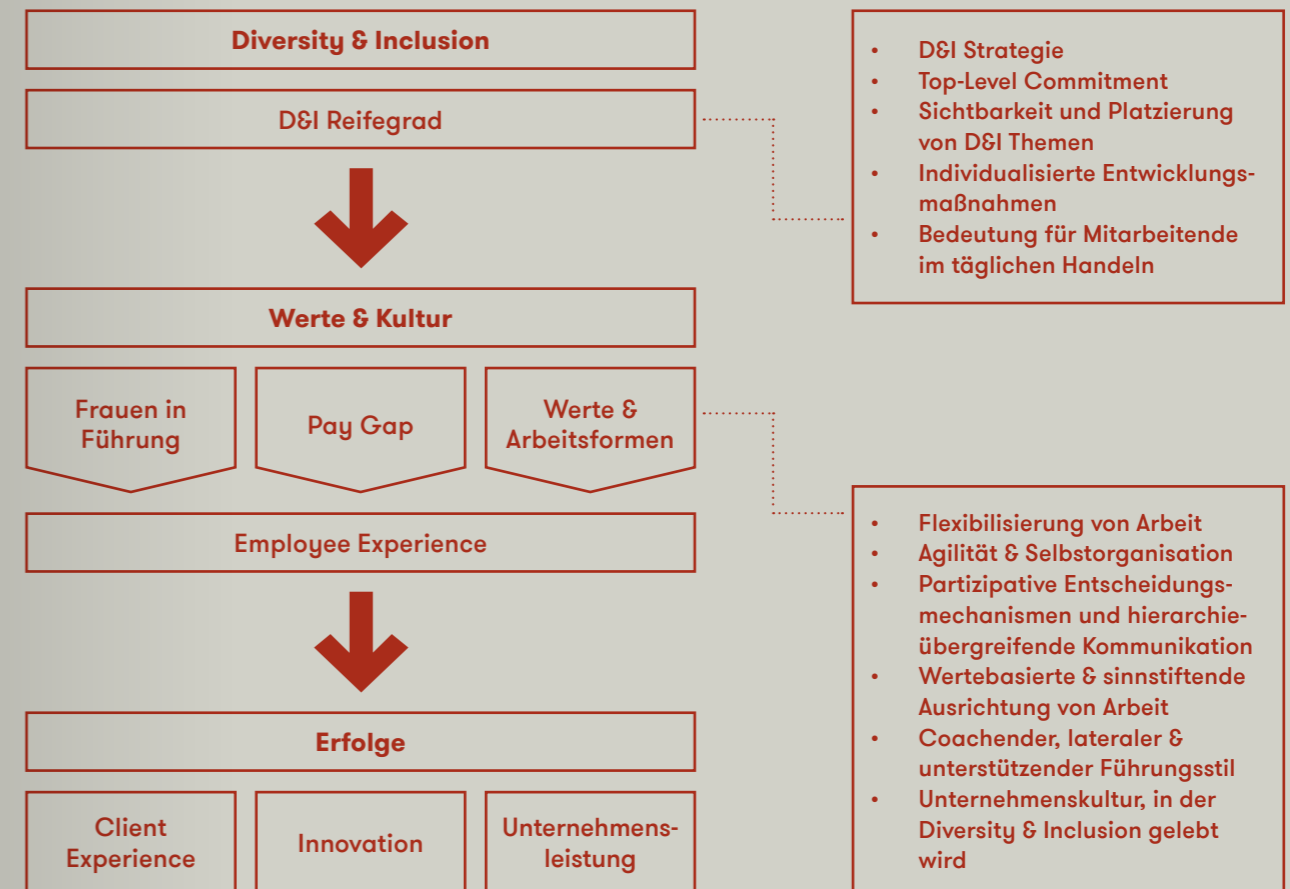 Diversity & Inclusion
D&I Reifegrad
• D&I Strategie
• Top-Level Commitment
• Sichtbarkeit und Platzierung
von D&I Themen
• Individualisierte Entwicklungs-
maßnahmen
• Bedeutung für Mitarbeitende
im täglichen Handeln
Werte & Kultur
Frauen in
Führung
Pay Gap
Werte &
Arbeitsformen
Employee Experience
• Flexibilisierung von Arbeit
• Agilität & Selbstorganisation
• Partizipative Entscheidungs-
mechanismen und hierarchie-
übergreifende Kommunikation
• Wertebasierte & sinnstiftende
Ausrichtung von Arbeit
• Coachender, lateraler &
unterstützender Führungsstil
• Unternehmenskultur, in der
Diversity & Inclusion gelebt
wird
Erfolge
Client
Experience
Innovation
Unternehmens-
leistung